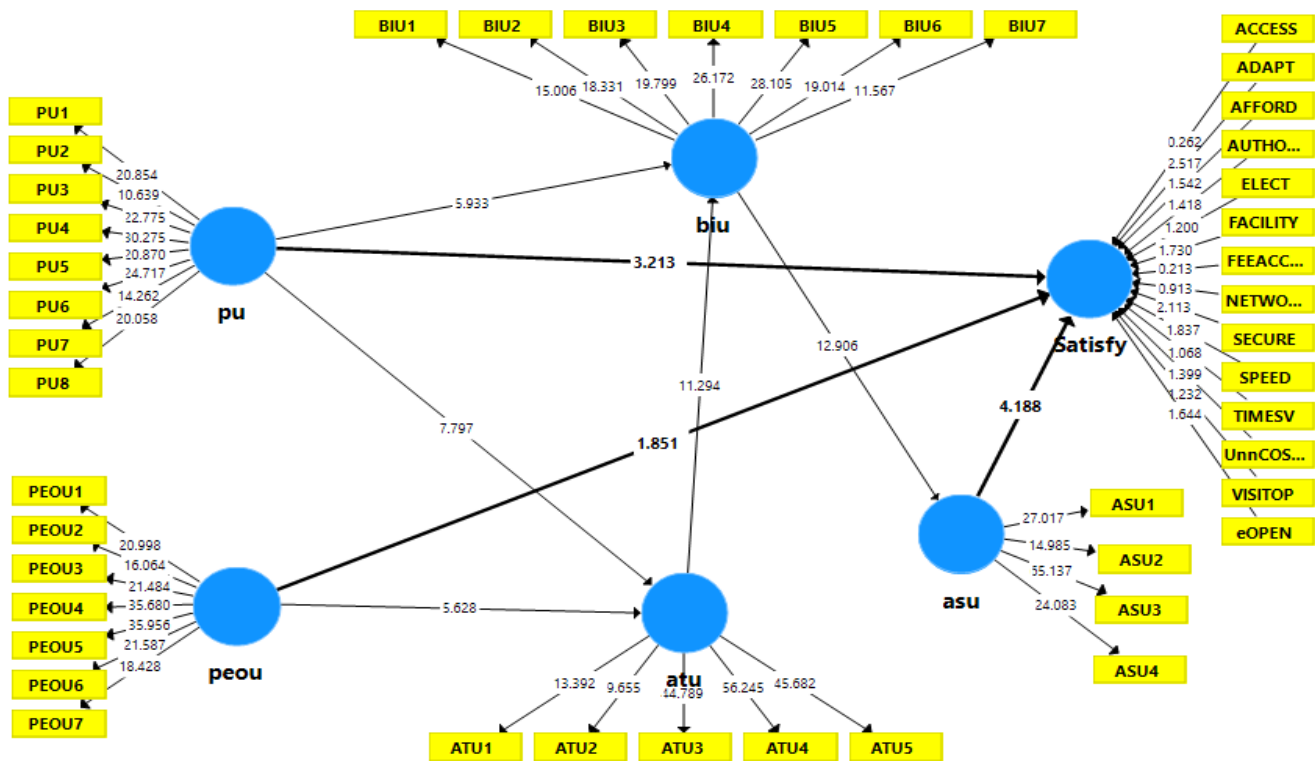 BIU1
BIU2
BIU3
BIU4
BIU5
BIU6
BIU7
15.006
18.331
19.799
26.172
28.105
19.014
11.567
biu
PU1
PU2
PU3
PU4
PU5
PU6
PU7
PU8
20.854
10.639
22.775
30.275
20.870
24.717
14.262
20.058
pu
5.933
3.213
7.797
11.294
12.906
1.851
4.188
5.628
ACCESS
ADAPT
AFFORD
AUTHO...
ELECT
FACILITY
FEEACC...
NETWO...
SECURE
SPEED
TIMESV
UnnCOS...
VISITOP
eOPEN
0.262
2.517
1.542
1.418
1.200
1.730
0.213
0.913
2.113
1.837
1.068
1.399
1.232
1.644
Satisfy
PEOU1
PEOU2
PEOU3
PEOU4
PEOU5
PEOU6
PEOU7
20.998
16.064
21.484
35.680
35.956
21.587
18.428
peou
atu
13.392
9.655
44.789
56.245
45.682
ATU1
ATU2
ATU3
ATU4
ATU5
asu
27.017
14.985
55.137
24.083
ASU1
ASU2
ASU3
ASU4